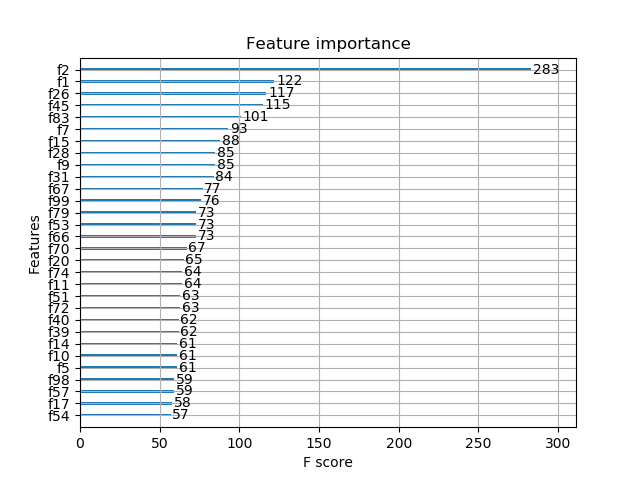 Feature importance
f2 283
f1 122
f26 117
f45 115
f83 101
f7 93
f15 88
f28 85
f9 85
f31 84
f67 77
f99 76
f79 73
f53 73
f66 73
f70 67
f20 65
f74 64
f11 64
f51 63
f72 63
f40 62
f39 62
f14 61
f10 61
f5 61
f98 59
f57 59
f17 58
f54 57
Features
0 50 100 150 200 250 300
F score